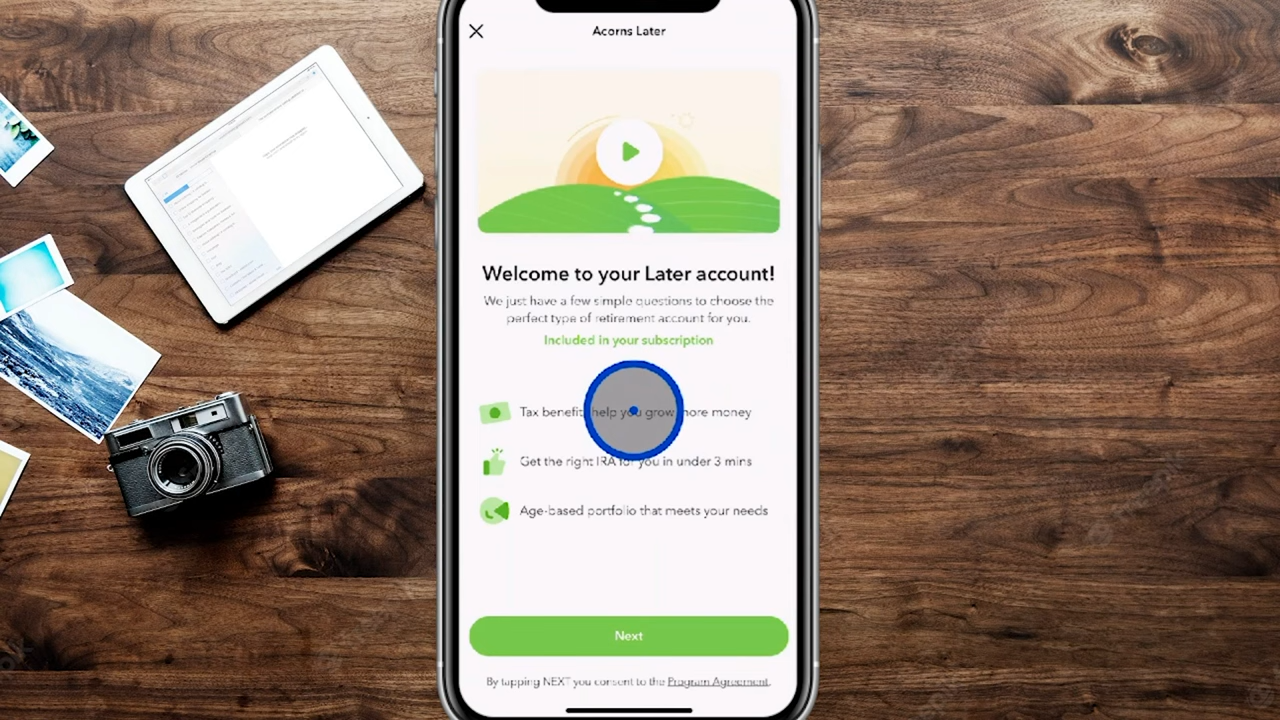 Acorns Later
Welcome to your Later account!
We just have a few simple questions to choose the
perfect type of retirement account for you.
Included in your subscription
Tax benefits help you grow more money
Get the right IRA for you in under 3 mins
Age-based portfolio that meets your needs
Next
By tapping NEXT you consent to the Program Agreement.